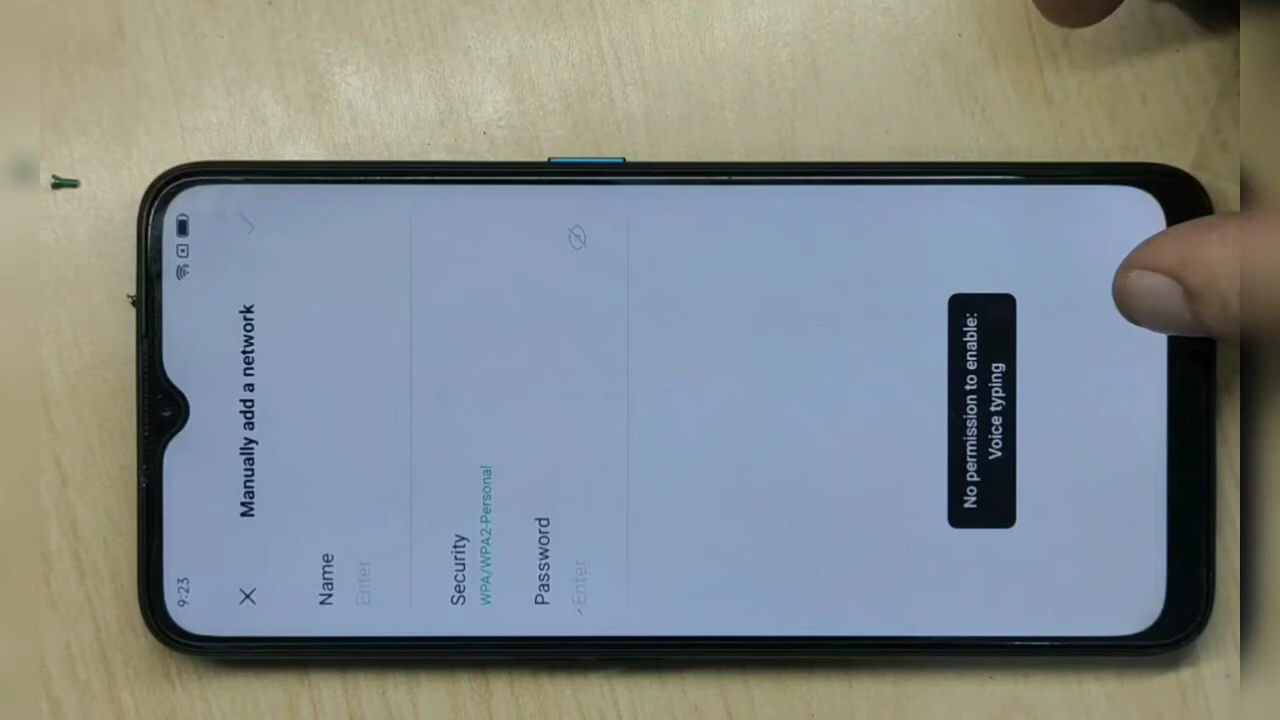 9:23
Manually add a network
Name
Enter
Security
WPA/WPA2-Personal
Password
Enter
No permission to enable:
Voice typing